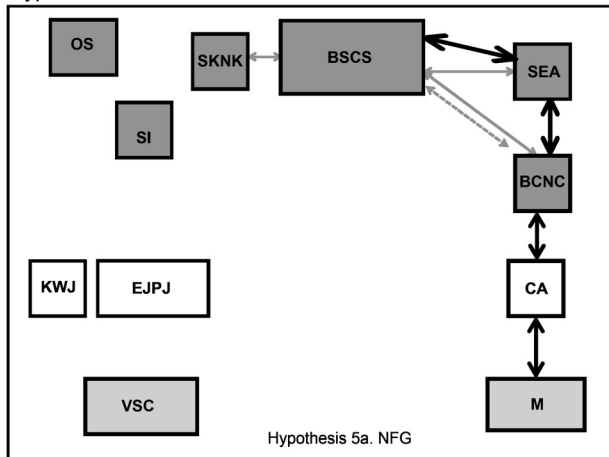 OS
SKNK
BSCS
SEA
SI
BCNC
KWJ
EJPJ
CA
VSC
M
Hypothesis 5a. NFG